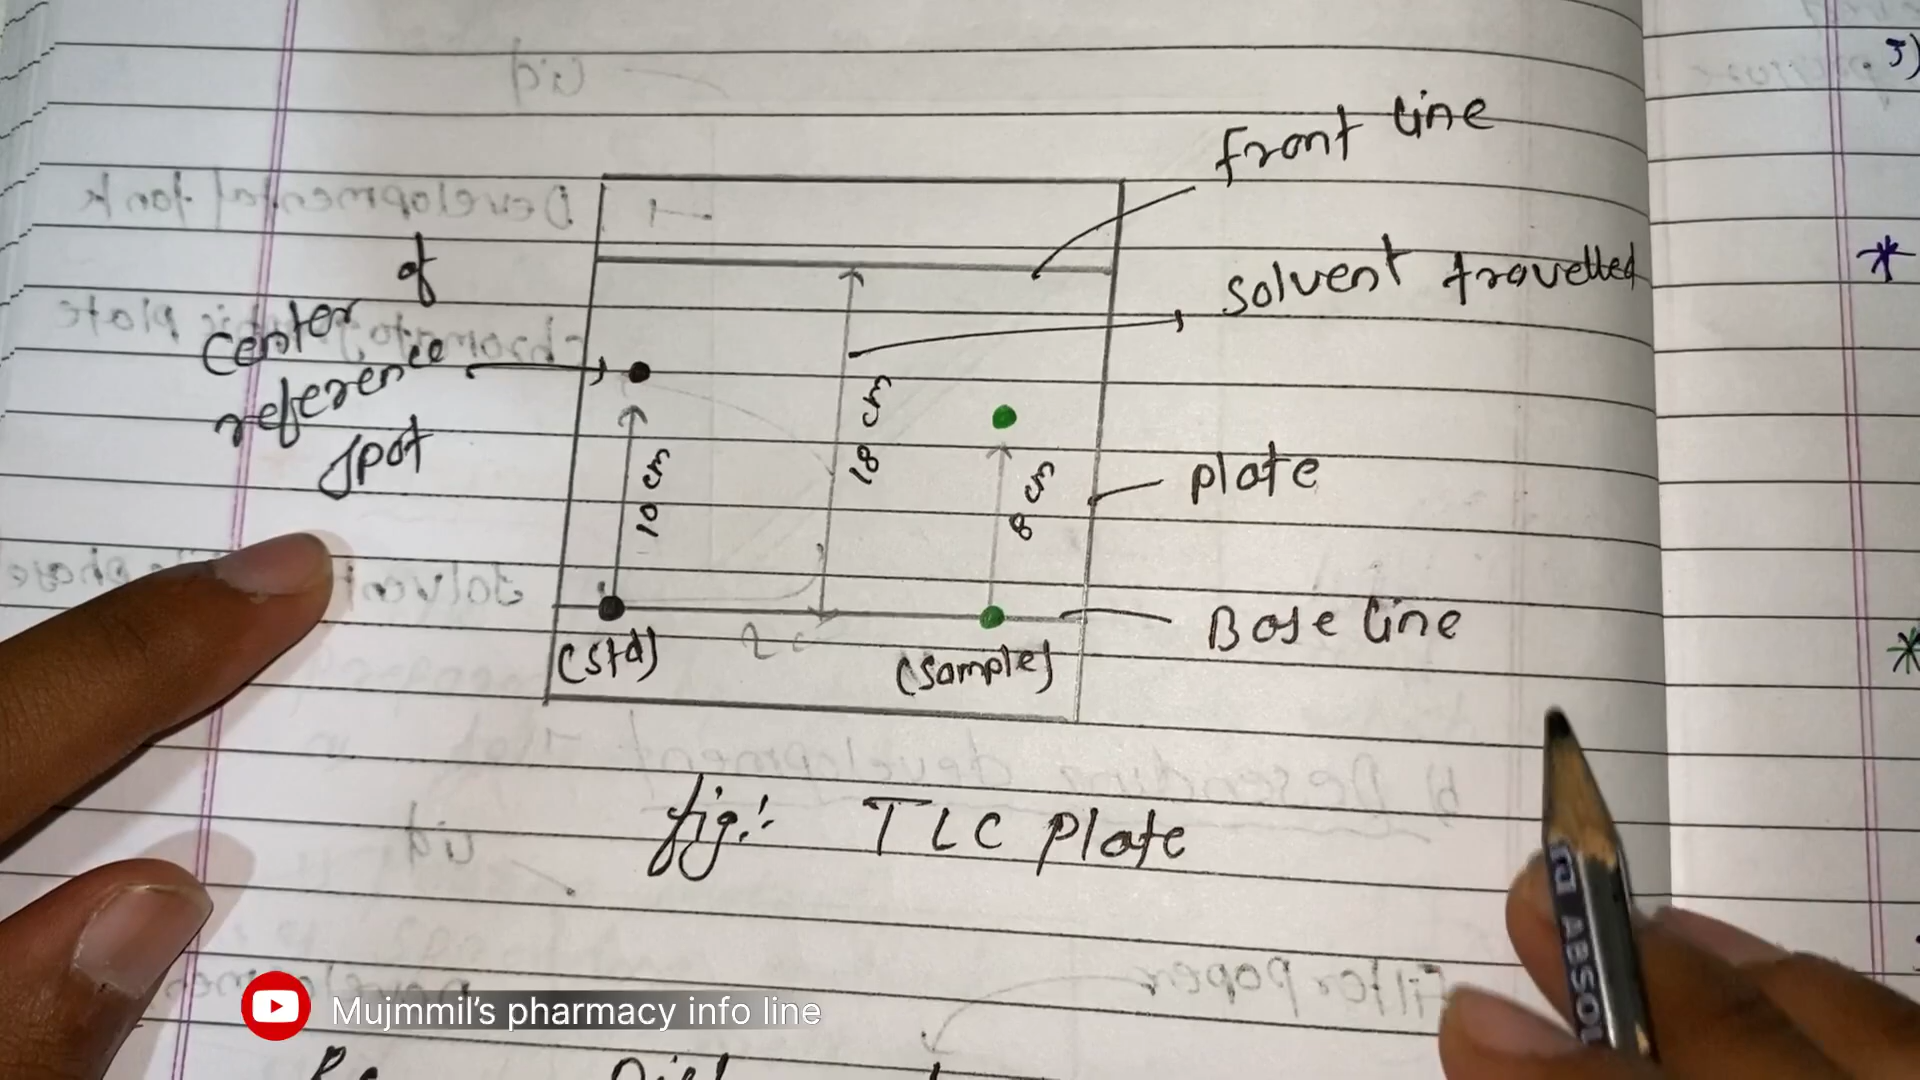 front line
solvent travelled
center of
reference
spot
10 cm
18 cm
8 cm
plate
Base line
(std)
(sample)
fig:- TLC plate
Mujmmil's pharmacy info line
ABSOL